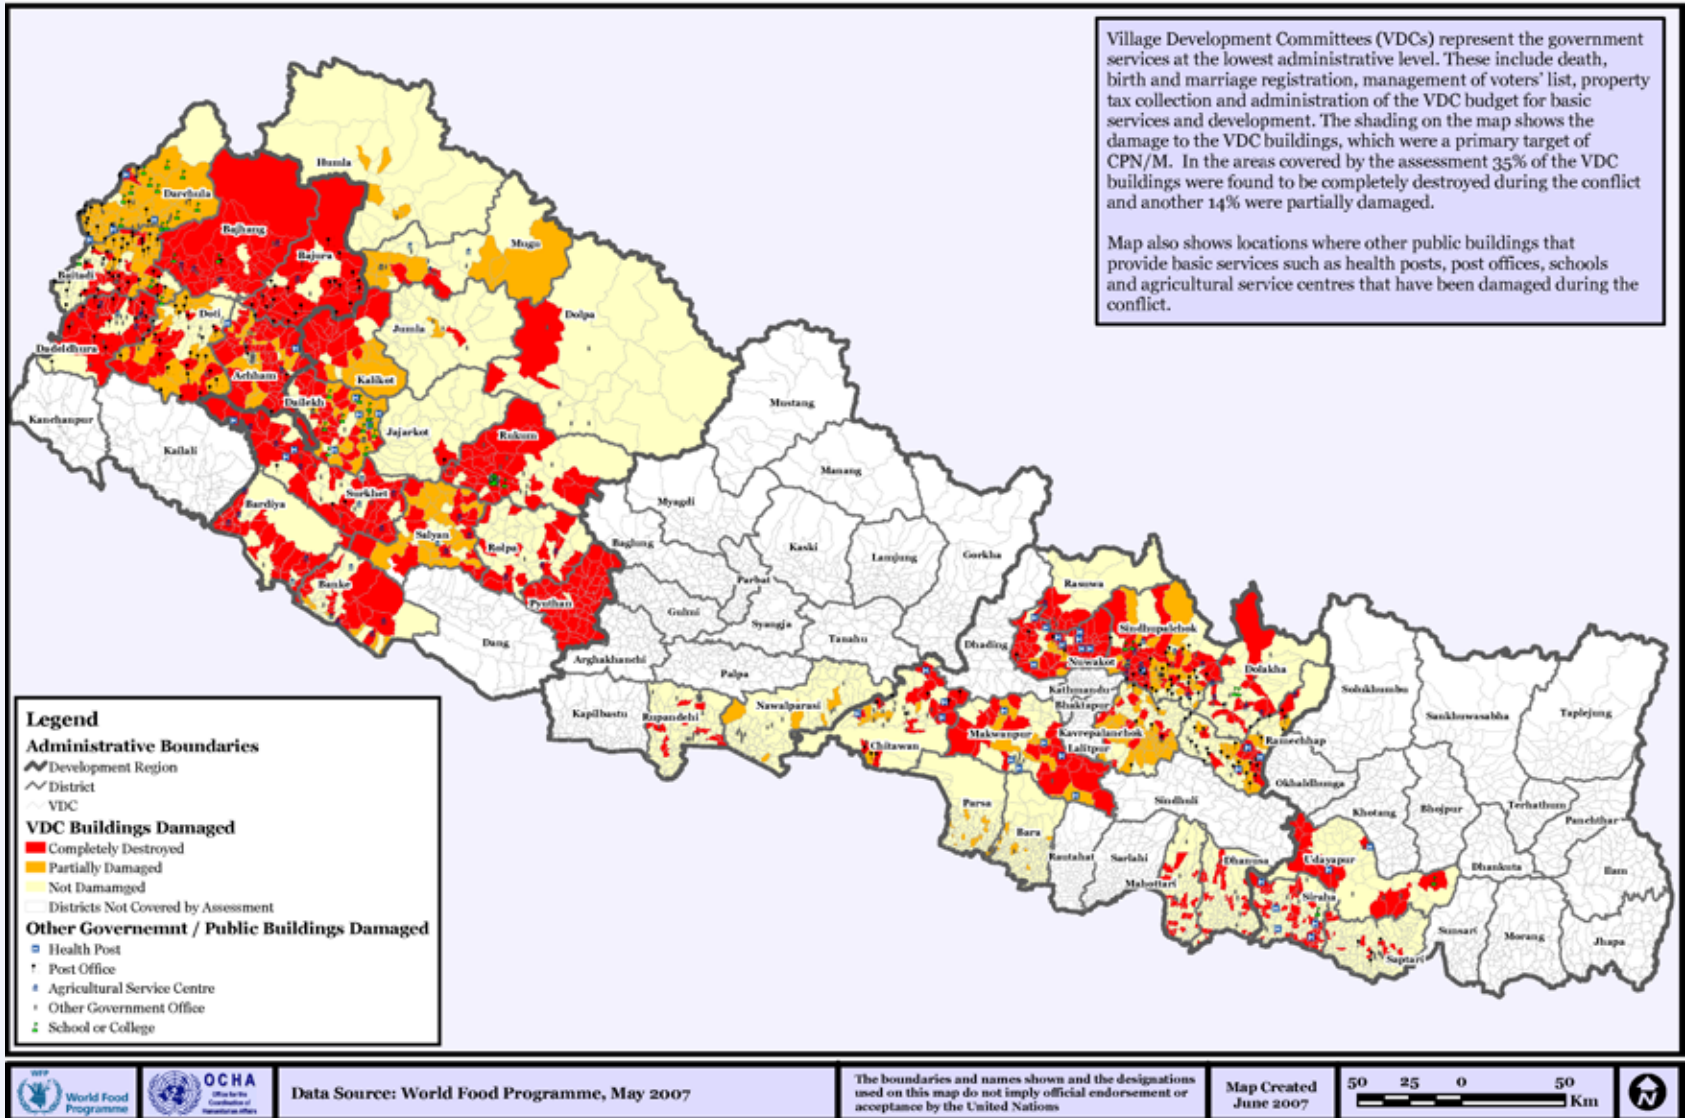 Village Development Committees (VDCs) represent the government
services at the lowest administrative level. These include death,
birth and marriage registration, management of voters' list, property
tax collection and administration of the VDC budget for basic
services and development. The shading on the map shows the
damage to the VDC buildings, which were a primary target of
CPN/M. In the areas covered by the assessment 35% of the VDC
buildings were found to be completely destroyed during the conflict
and another 14% were partially damaged.
Map also shows locations where other public buildings that
provide basic services such as health posts, post offices, schools
and agricultural service centres that have been damaged during the
conflict.
Humla
Darchula
Bajhang
Mugu
Bajura
Baitadi
Doti
Dolpa
Jumla
Dadeldhura
Achham
Kalikot
Dailekh
Mustang
Kanchanpur
Jajarkot
Rukum
Kailali
Manang
Surkhet
Myagdi
Bardiya
Salyan
Rolpa
Baglung
Kaski
Lamjung
Gorkha
Banke
Parbat
Rasuwa
Pyuthan
Gulmi
Syangja
Sindhupalchok
Dang
Tanahu
Dhading
Arghakhanchi
Nuwakot
Dolakha
Palpa
Kathmandu
Solukhumbu
Bhaktapur
Kapilbastu
Rupandehi
Nawalparasi
Sankhuwasabha
Taplejung
Makwanpur
Kavrepalanchok
Chitawan
Lalitpur
Ramechhap
Okhaldhunga
Parsa
Sindhuli
Khotang
Bhojpur
Terhathum
Panchthar
Bara
Rautahat
Sarlahi
Dhanusa
Udayapur
Dhankuta
Ilam
Mahottari
Siraha
Sunsari
Morang
Jhapa
Saptari
Legend
Administrative Boundaries
Development Region
District
VDC
VDC Buildings Damaged
Completely Destroyed
Partially Damaged
Not Damamged
Districts Not Covered by Assessment
Other Governemnt / Public Buildings Damaged
Health Post
Post Office
Agricultural Service Centre
Other Government Office
School or College
WFP
World Food
Programme
OCHA
Office for the
Coordination of
Humanitarian Affairs
Data Source: World Food Programme, May 2007
The boundaries and names shown and the designations
used on this map do not imply official endorsement or
acceptance by the United Nations
Map Created
June 2007
50 25 0 50
Km
N